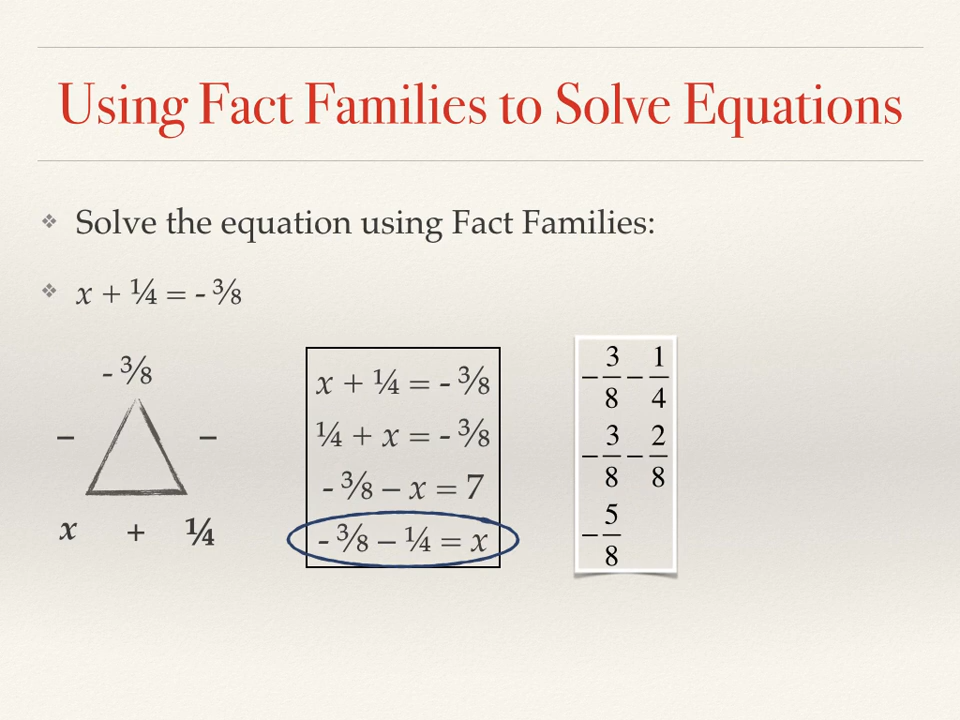 Using Fact Families to Solve Equations
❖ Solve the equation using Fact Families:
❖ x + ¼ = - ⅜
- ⅜
– –
x + ¼
x + ¼ = - ⅜
¼ + x = - ⅜
- ⅜ – x = 7
- ⅜ – ¼ = x
−3/8 − 1/4
−3/8 − 2/8
−5/8